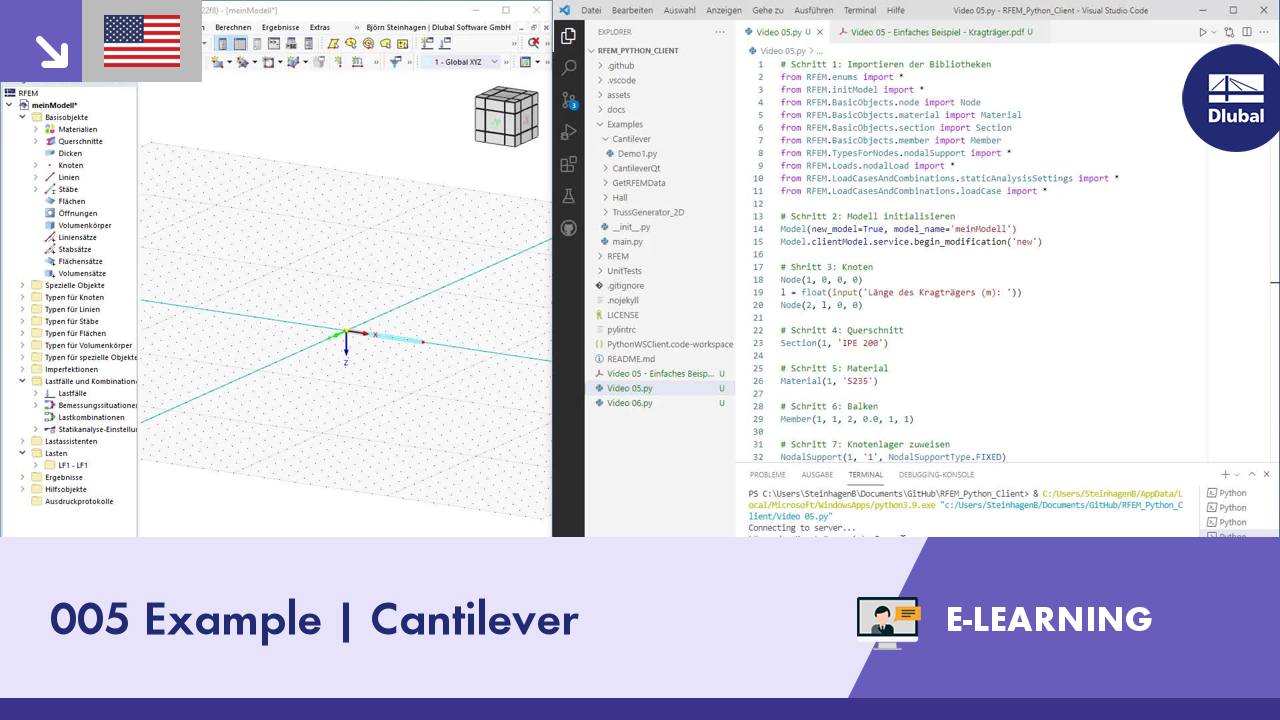 22f8) - [meinModell*]
Berechnen Ergebnisse Extras » Björn Steinhagen | Dlubal Software GmbH
1 - Global XYZ
RFEM
meinModell*
Basisobjekte
Materialien
Querschnitte
Dicken
Knoten
Linien
Stäbe
Flächen
Öffnungen
Volumenkörper
Liniensätze
Stabsätze
Flächensätze
Volumensätze
Spezielle Objekte
Typen für Knoten
Typen für Linien
Typen für Stäbe
Typen für Flächen
Typen für Volumenkörper
Typen für spezielle Objekte
Imperfektionen
Lastfälle und Kombination
Lastfälle
Bemessungssituationen
Lastkombinationen
Statikanalyse-Einstellu
Lastassistenten
Lasten
LF1 - LF1
Ergebnisse
Hilfsobjekte
Ausdruckprotokolle
X
Z
Datei Bearbeiten Auswahl Anzeigen Gehe zu Ausführen Terminal Hilfe Video 05.py - RFEM_Python_Client - Visual Studio Code
EXPLORER
RFEM_PYTHON_CLIENT
.github
.vscode
assets
docs
Examples
Cantilever
Demo1.py
CantileverQt
GetRFEMData
Hall
TrussGenerator_2D
__init__.py
main.py
RFEM
UnitTests
.gitignore
.nojekyll
LICENSE
pylintrc
PythonWSClient.code-workspace
README.md
Video 05 - Einfaches Beisp... U
Video 05.py U
Video 06.py U
3
Video 05.py U Video 05 - Einfaches Beispiel - Kragträger.pdf U
Video 05.py > ...
1 # Schritt 1: Importieren der Bibliotheken
2 from RFEM.enums import *
3 from RFEM.initModel import *
4 from RFEM.BasicObjects.node import Node
5 from RFEM.BasicObjects.material import Material
6 from RFEM.BasicObjects.section import Section
7 from RFEM.BasicObjects.member import Member
8 from RFEM.TypesForNodes.nodalSupport import *
9 from RFEM.Loads.nodalLoad import *
10 from RFEM.LoadCasesAndCombinations.staticAnalysisSettings import *
11 from RFEM.LoadCasesAndCombinations.loadCase import *
12
13 # Schritt 2: Modell initialisieren
14 Model(new_model=True, model_name='meinModell')
15 Model.clientModel.service.begin_modification('new')
16
17 # Shritt 3: Knoten
18 Node(1, 0, 0, 0)
19 l = float(input('Länge des Kragträgers (m): '))
20 Node(2, l, 0, 0)
21
22 # Schritt 4: Querschnitt
23 Section(1, 'IPE 200')
24
25 # Schritt 5: Material
26 Material(1, 'S235')
27
28 # Schritt 6: Balken
29 Member(1, 1, 2, 0.0, 1, 1)
30
31 # Schritt 7: Knotenlager zuweisen
32 NodalSupport(1, '1', NodalSupportType.FIXED)
PROBLEME AUSGABE TERMINAL DEBUGGING-KONSOLE
PS C:\Users\SteinhagenB\Documents\GitHub\RFEM_Python_Client> & C:/Users/SteinhagenB/AppData/L
ocal/Microsoft/WindowsApps/python3.9.exe "c:/Users/SteinhagenB/Documents/GitHub/RFEM_Python_C
lient/Video 05.py"
Connecting to server...
Python
Python
Python
Python
Dlubal
005 Example | Cantilever
E-LEARNING